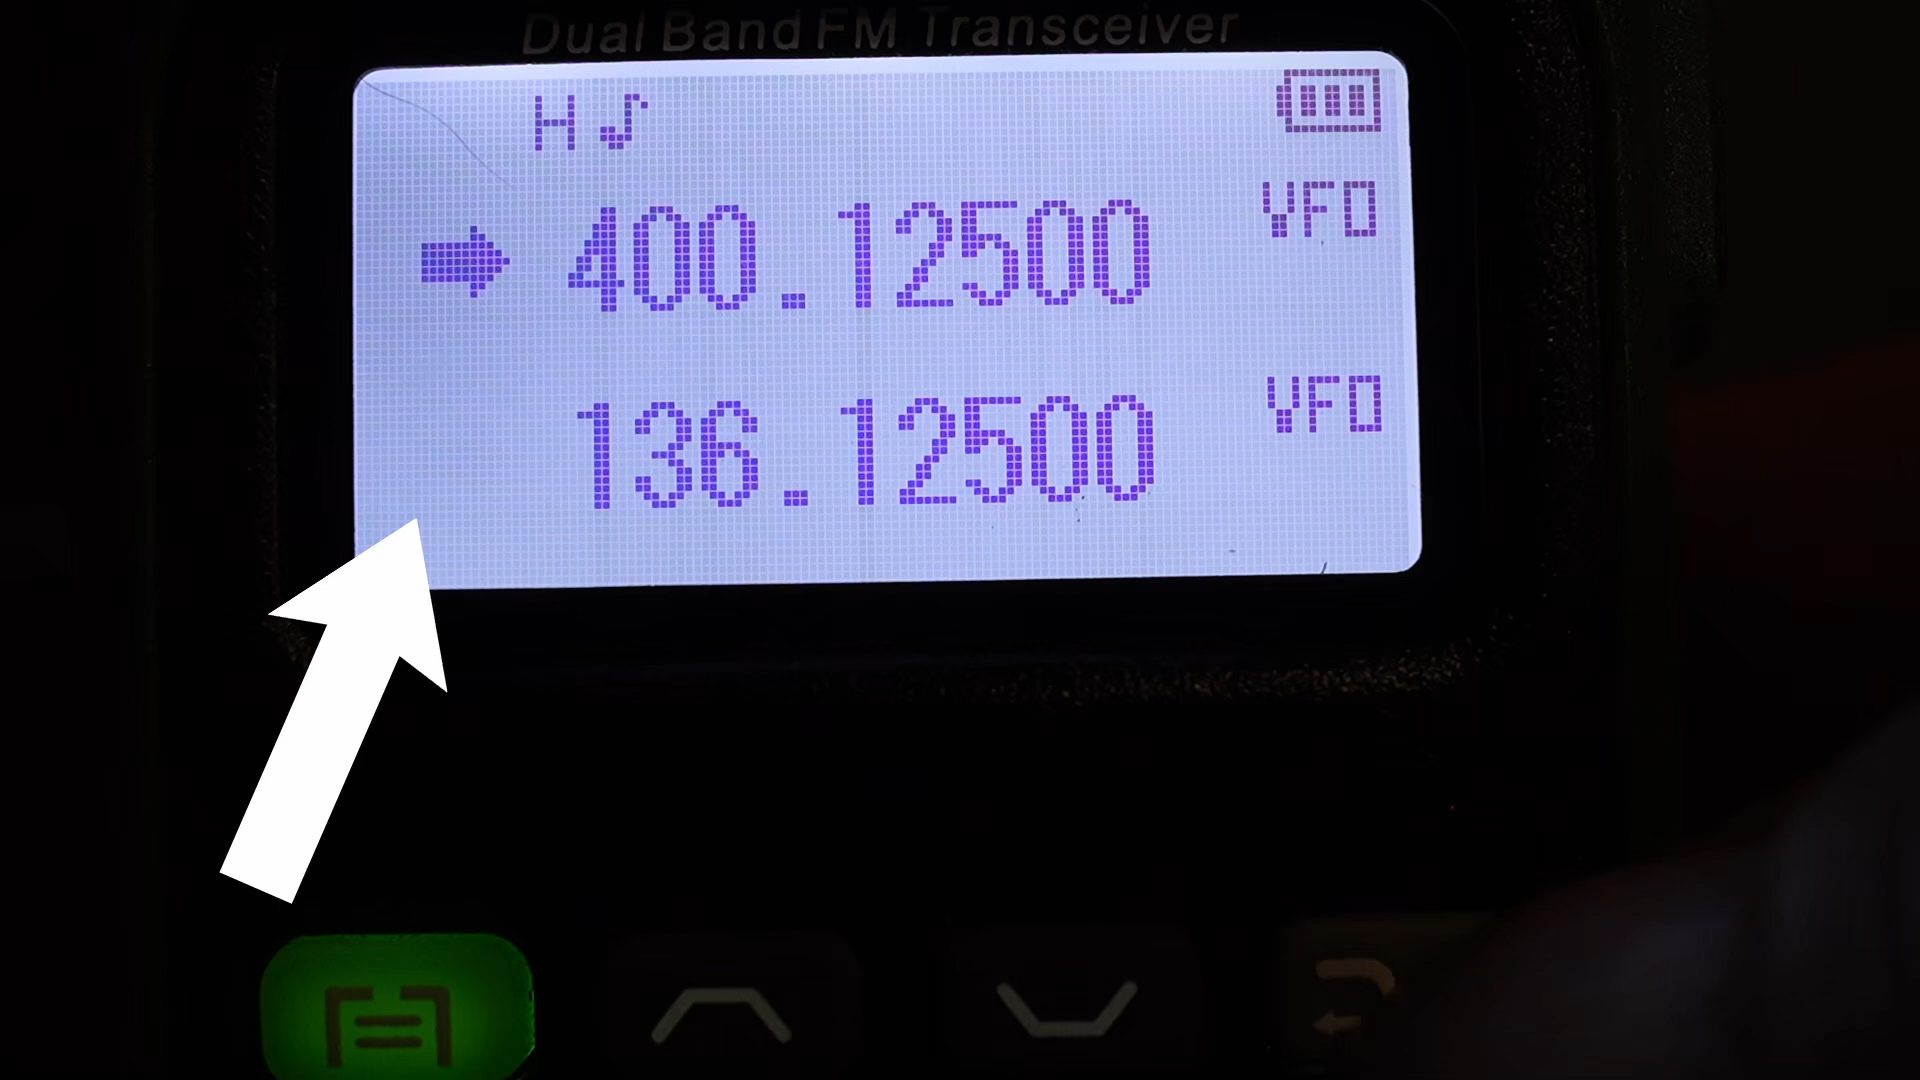 Dual Band FM Transceiver
H
400.12500 VFO
136.12500 VFO